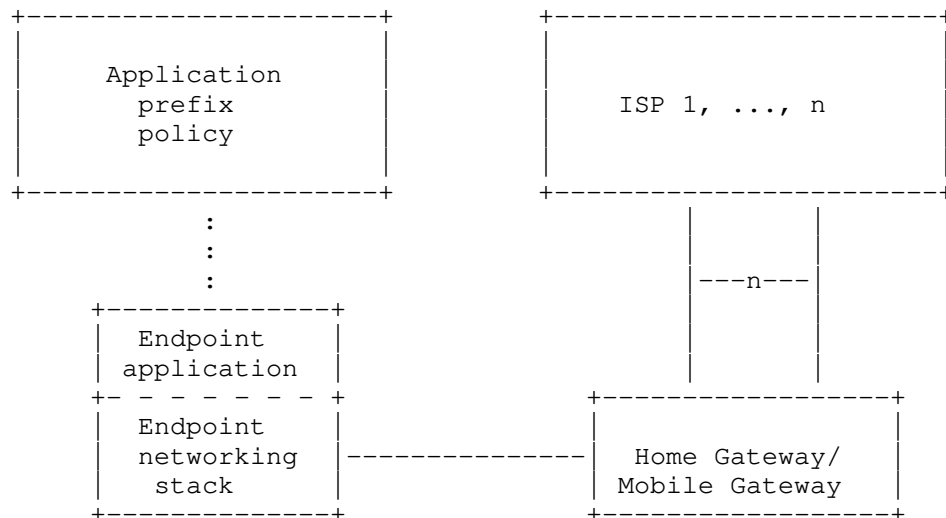 Application
prefix
policy
ISP 1, ..., n
:
:
:
|---n---|
Endpoint
application
Endpoint
networking
stack
Home Gateway/
Mobile Gateway